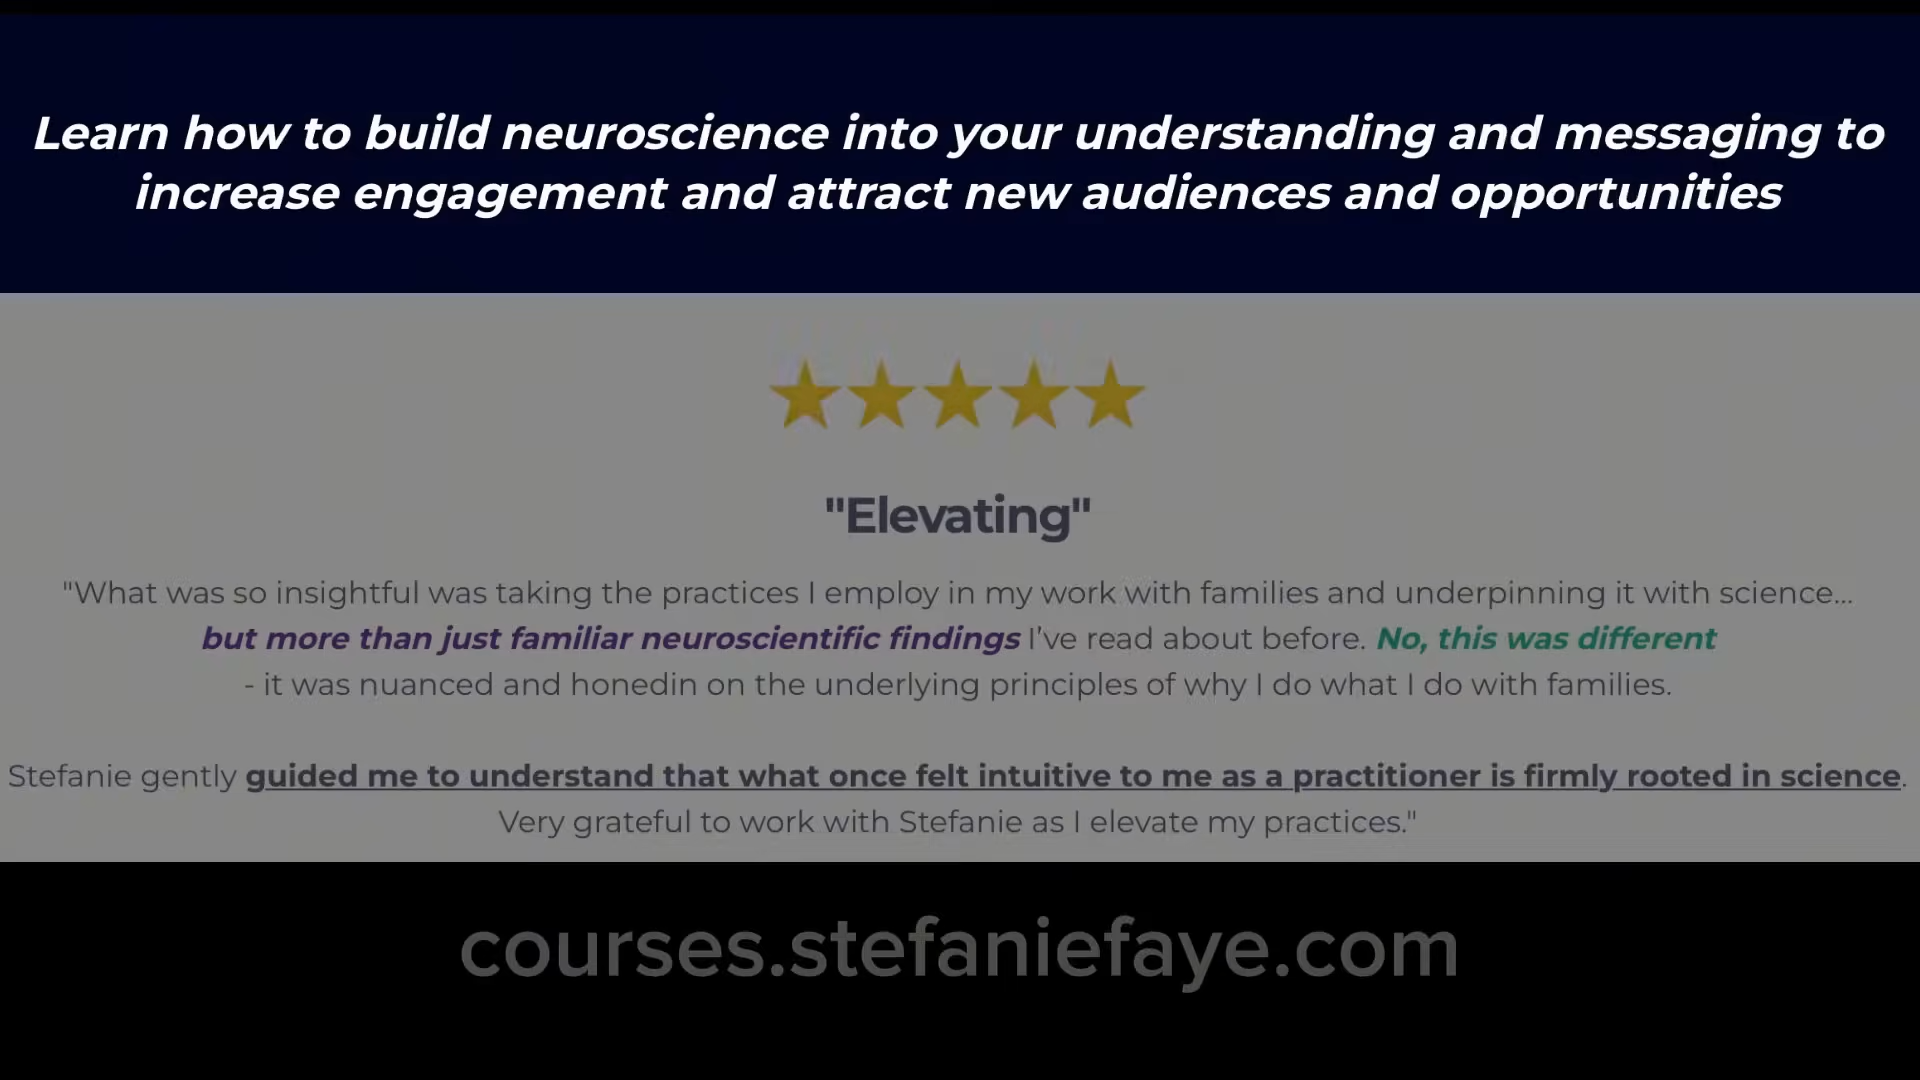 Learn how to build neuroscience into your understanding and messaging to
increase engagement and attract new audiences and opportunities
"Elevating"
"What was so insightful was taking the practices I employ in my work with families and underpinning it with science...
but more than just familiar neuroscientific findings I've read about before. No, this was different
- it was nuanced and honedin on the underlying principles of why I do what I do with families.
Stefanie gently guided me to understand that what once felt intuitive to me as a practitioner is firmly rooted in science.
Very grateful to work with Stefanie as I elevate my practices."
courses.stefaniefaye.com